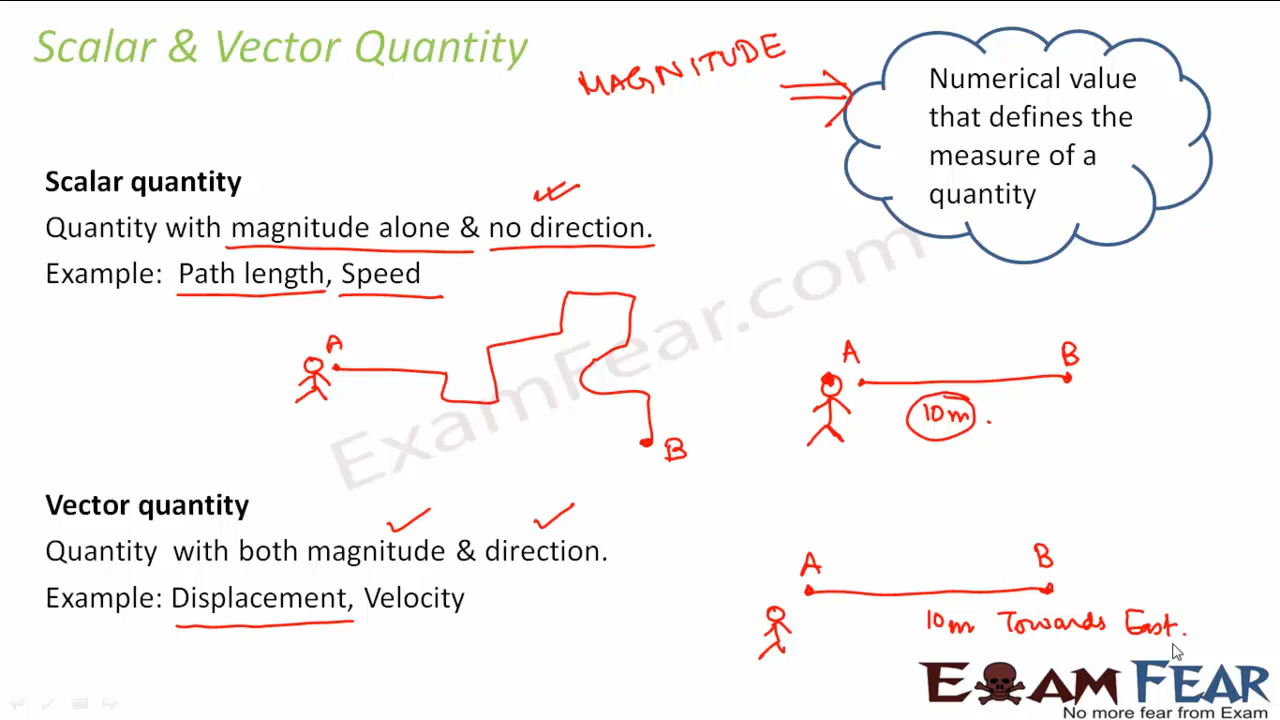 Scalar & Vector Quantity
MAGNITUDE
Numerical value
that defines the
measure of a
quantity
Scalar quantity
Quantity with magnitude alone & no direction.
Example: Path length, Speed
A
B
A
B
10m.
ExamFear.com
Vector quantity
Quantity with both magnitude & direction.
Example: Displacement, Velocity
A
B
10m Towards East.
EXAM FEAR
No more fear from Exam